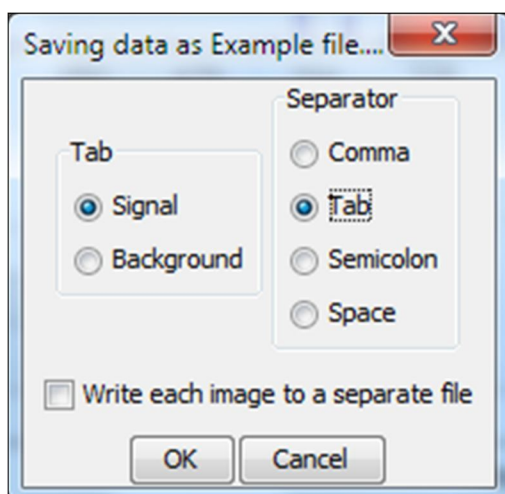 Saving data as Example file....
Tab
Signal
Background
Separator
Comma
Tab
Semicolon
Space
Write each image to a separate file
OK
Cancel